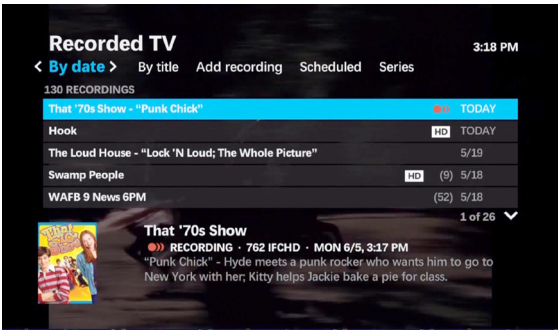 Recorded TV
3:18 PM
< By date > By title Add recording Scheduled Series
130 RECORDINGS
That '70s Show - “Punk Chick” TODAY
Hook HD TODAY
The Loud House - “Lock 'N Loud; The Whole Picture” 5/19
Swamp People HD (9) 5/18
WAFB 9 News 6PM (52) 5/18
1 of 26
That '70s Show
RECORDING · 762 IFCHD · MON 6/5, 3:17 PM
“Punk Chick” - Hyde meets a punk rocker who wants him to go to
New York with her; Kitty helps Jackie bake a pie for class.